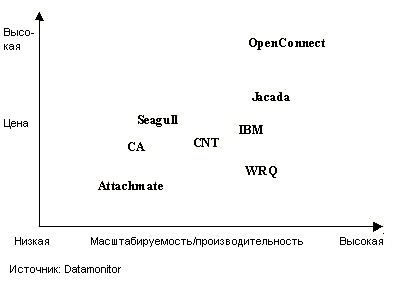 Высо-
кая
OpenConnect
Jacada
Цена
Seagull
IBM
CA
CNT
WRQ
Attachmate
Низкая
Масштабируемость/производительность
Высокая
Источник: Datamonitor